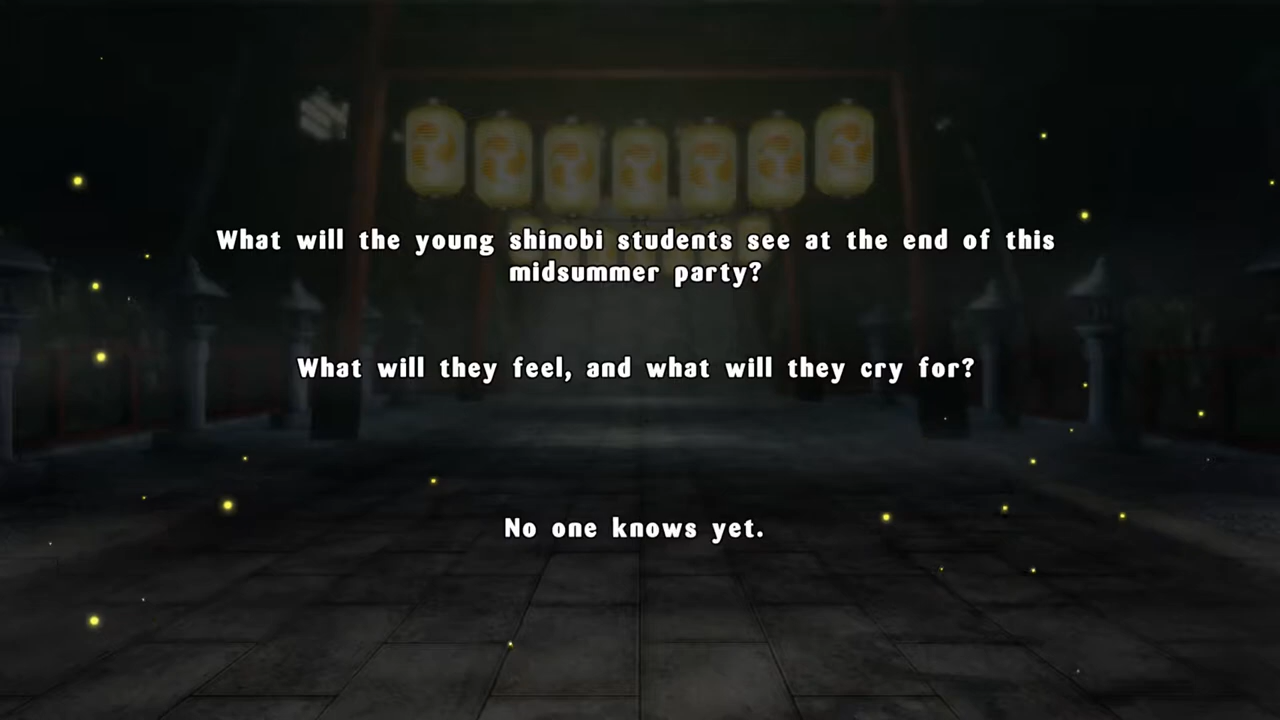 What will the young shinobi students see at the end of this
midsummer party?
What will they feel, and what will they cry for?
No one knows yet.